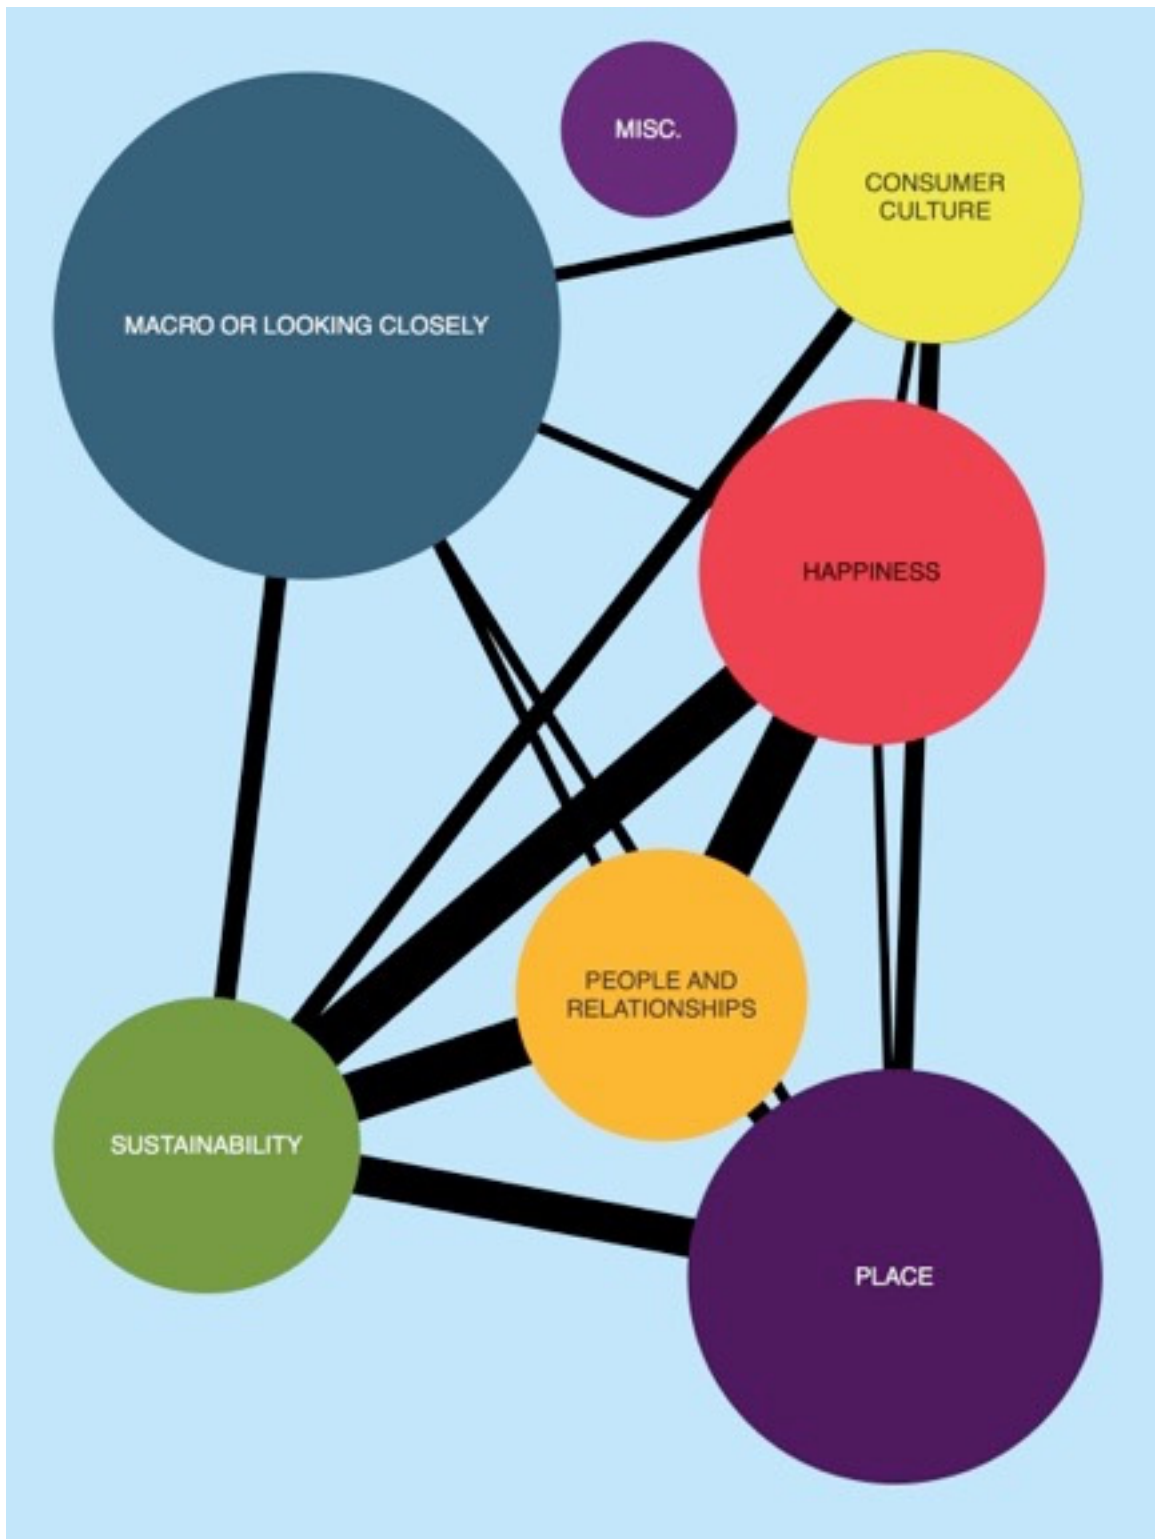 MISC.
CONSUMER
CULTURE
MACRO OR LOOKING CLOSELY
HAPPINESS
PEOPLE AND
RELATIONSHIPS
SUSTAINABILITY
PLACE